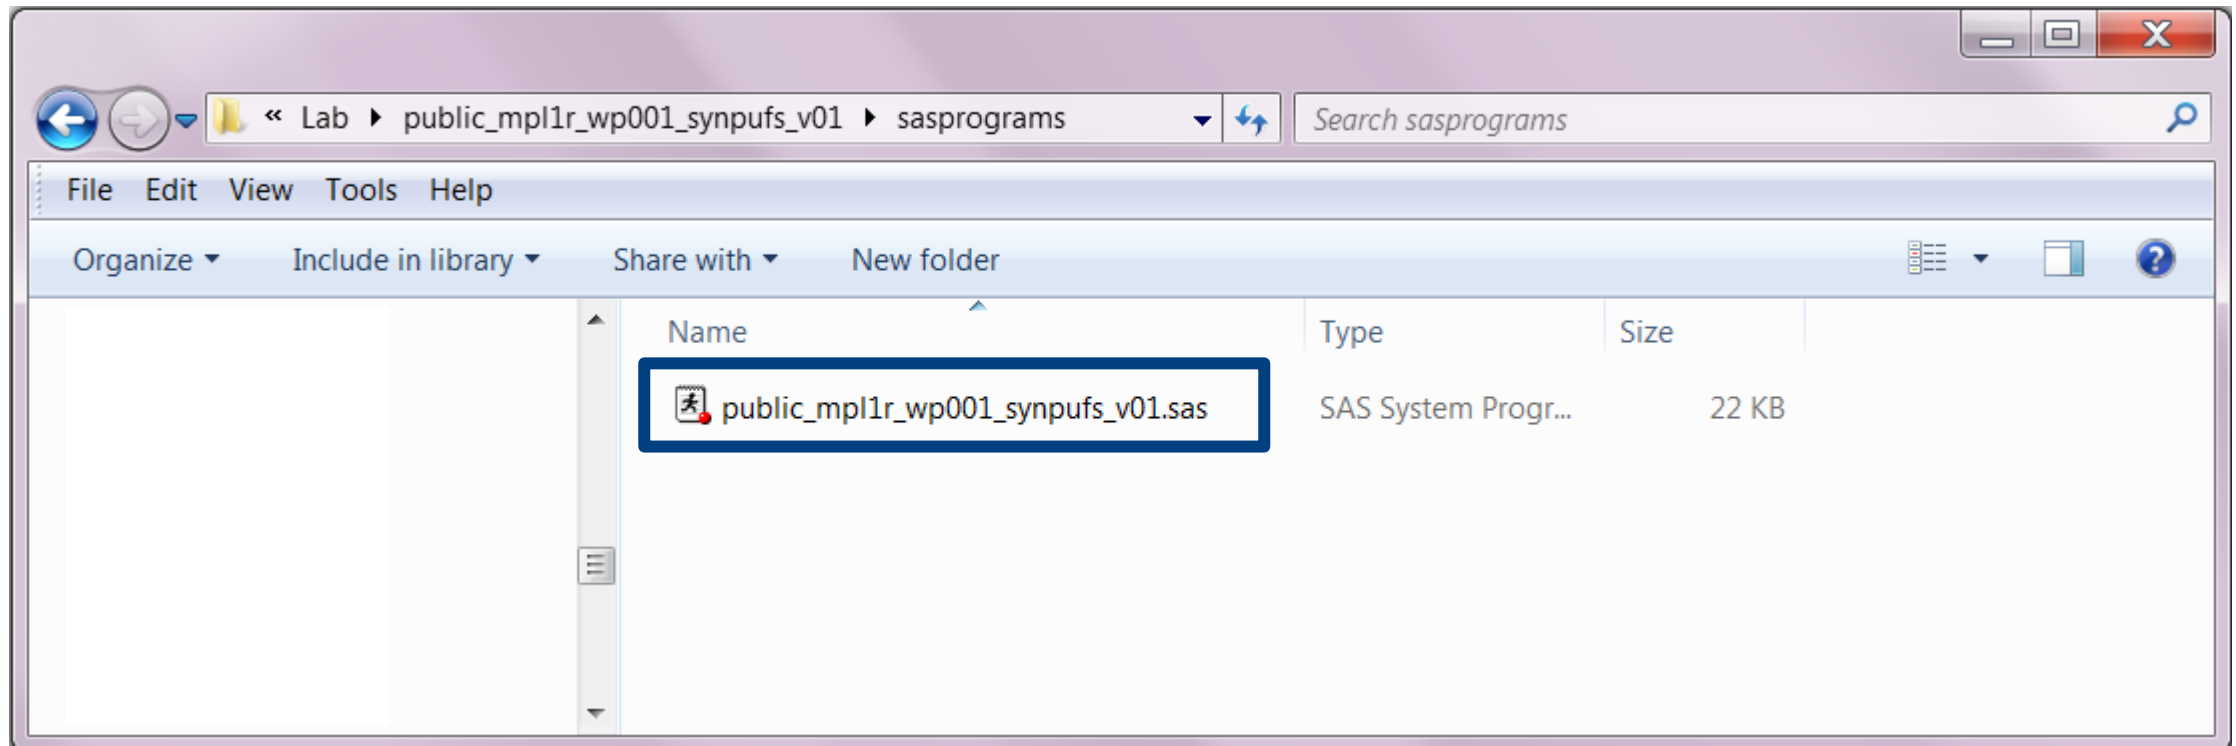 « Lab ▸ public_mpl1r_wp001_synpufs_v01 ▸ sasprograms
Search sasprograms
File Edit View Tools Help
Organize Include in library Share with New folder
Name Type Size
public_mpl1r_wp001_synpufs_v01.sas SAS System Progr... 22 KB